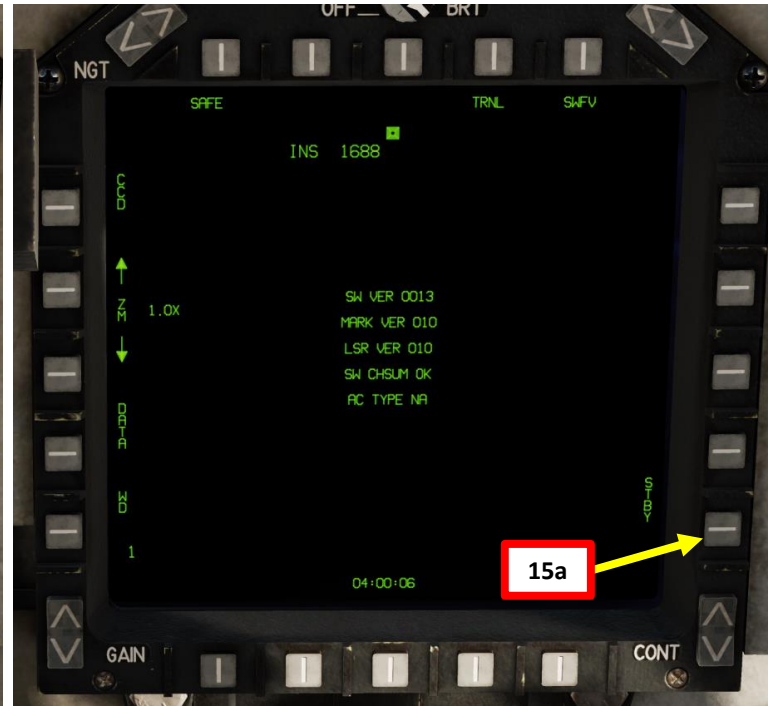 OFF BRT
NGT
SAFE TRNL SWFV
INS 1688
CCD
ZM 1.0X
SW VER 0013
MARK VER 010
LSR VER 010
SW CHSUM OK
AC TYPE NA
DATA
WD
STBY
1
15a
04:00:06
GAIN CONT